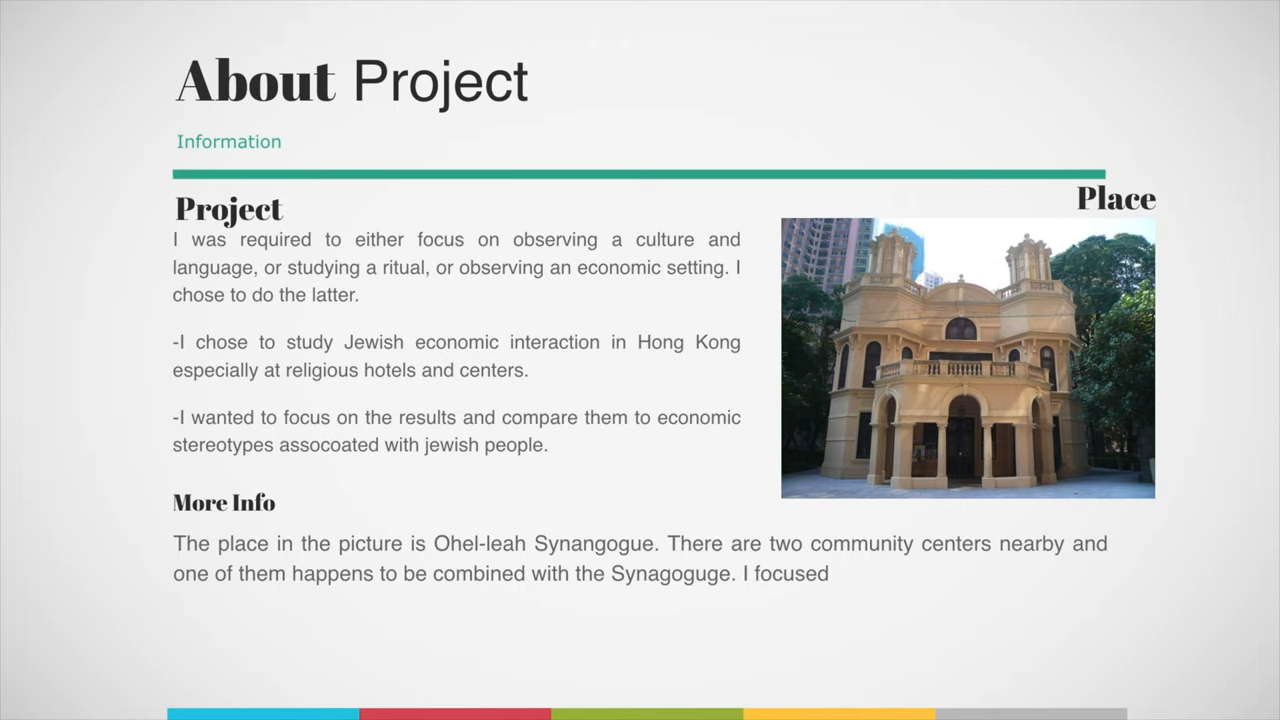 About Project
Information
Project
I was required to either focus on observing a culture and
language, or studying a ritual, or observing an economic setting. I
chose to do the latter.
-I chose to study Jewish economic interaction in Hong Kong
especially at religious hotels and centers.
-I wanted to focus on the results and compare them to economic
stereotypes assocoated with jewish people.
Place
More Info
The place in the picture is Ohel-leah Synangogue. There are two community centers nearby and
one of them happens to be combined with the Synagoguge. I focused